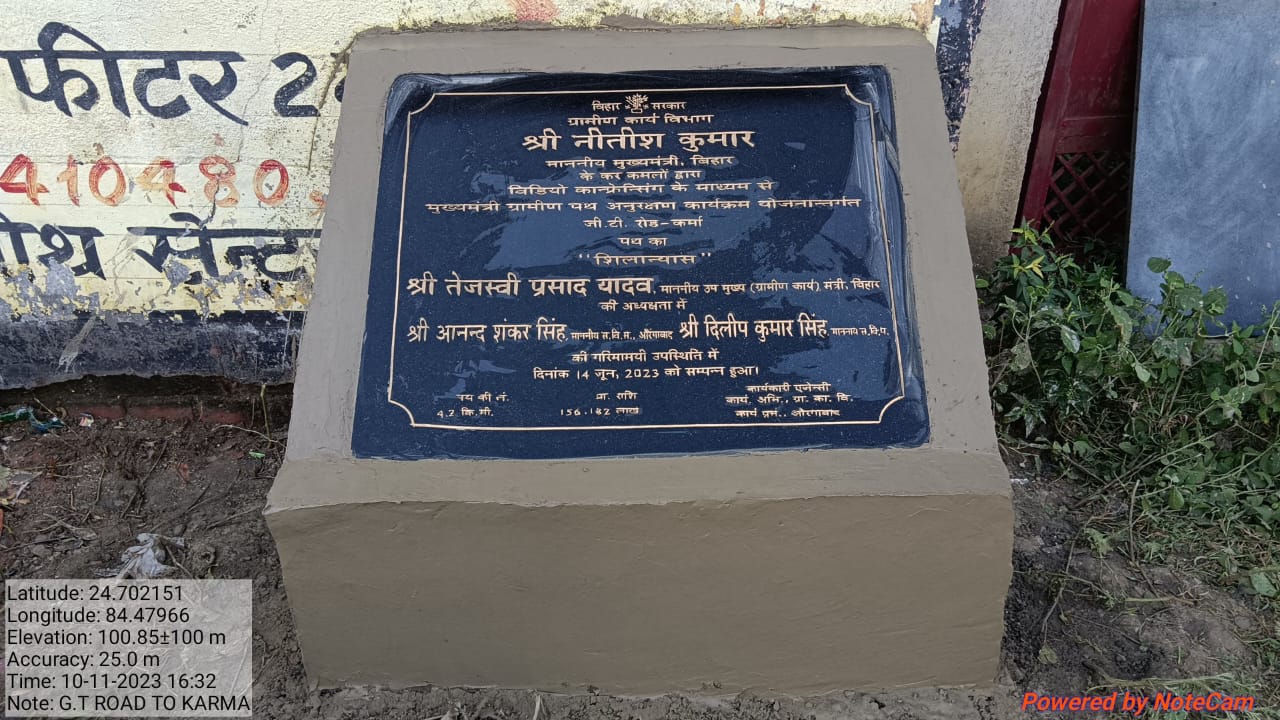 फीटर 2
410480
सेन्ट
बिहार सरकार
ग्रामीण कार्य विभाग
श्री नीतीश कुमार
माननीय मुख्यमंत्री, बिहार
के कर कमलों द्वारा
विडियो कान्फ्रेन्सिंग के माध्यम से
मुख्यमंत्री ग्रामीण पथ अनुरक्षण कार्यक्रम योजनान्तर्गत
जी.टी. रोड- कर्मा
पथ का
"शिलान्यास"
श्री तेजस्वी प्रसाद यादव, माननीय उप मुख्य (ग्रामीण कार्य) मंत्री, बिहार
की अध्यक्षता में
श्री आनन्द शंकर सिंह, माननीय स.वि.स., औरंगाबाद श्री दिलीप कुमार सिंह, माननीय स.वि.प.
की गरिमामयी उपस्थिति में
दिनांक 14 जून, 2023 को सम्पन्न हुआ।
प्रा. राशि कार्यकारी एजेन्सी
4.2 कि.मी. 156.182 लाख कार्य. अभि., ग्रा. का. वि.
कार्य प्रम., औरंगाबाद
Latitude: 24.702151
Longitude: 84.47966
Elevation: 100.85±100 m
Accuracy: 25.0 m
Time: 10-11-2023 16:32
Note: G.T ROAD TO KARMA
Powered by NoteCam